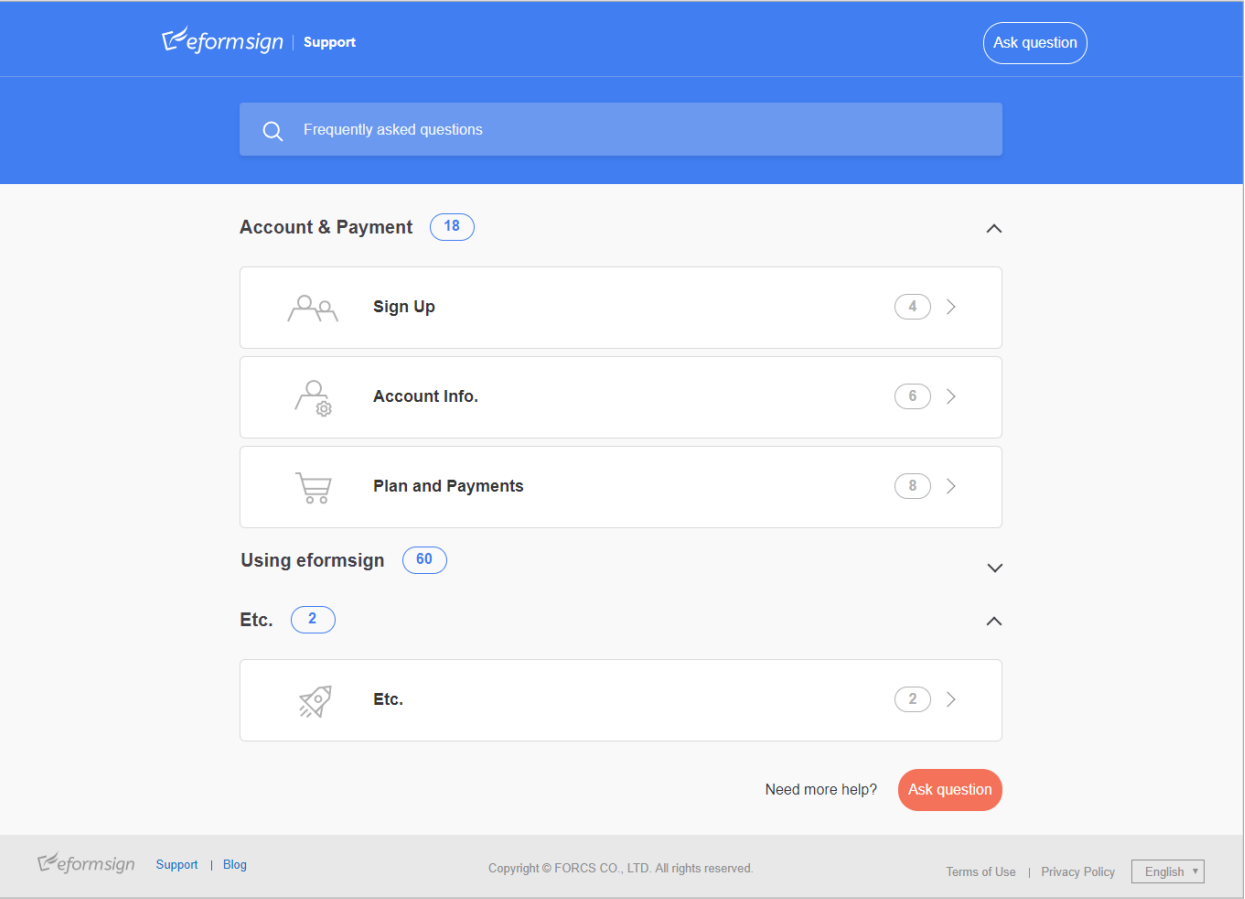 eformsign | Support
Ask question
Frequently asked questions
Account & Payment 18
Sign Up 4
Account Info. 6
Plan and Payments 8
Using eformsign 60
Etc. 2
Etc. 2
Need more help? Ask question
eformsign Support | Blog
Copyright © FORCS CO., LTD. All rights reserved.
Terms of Use | Privacy Policy English